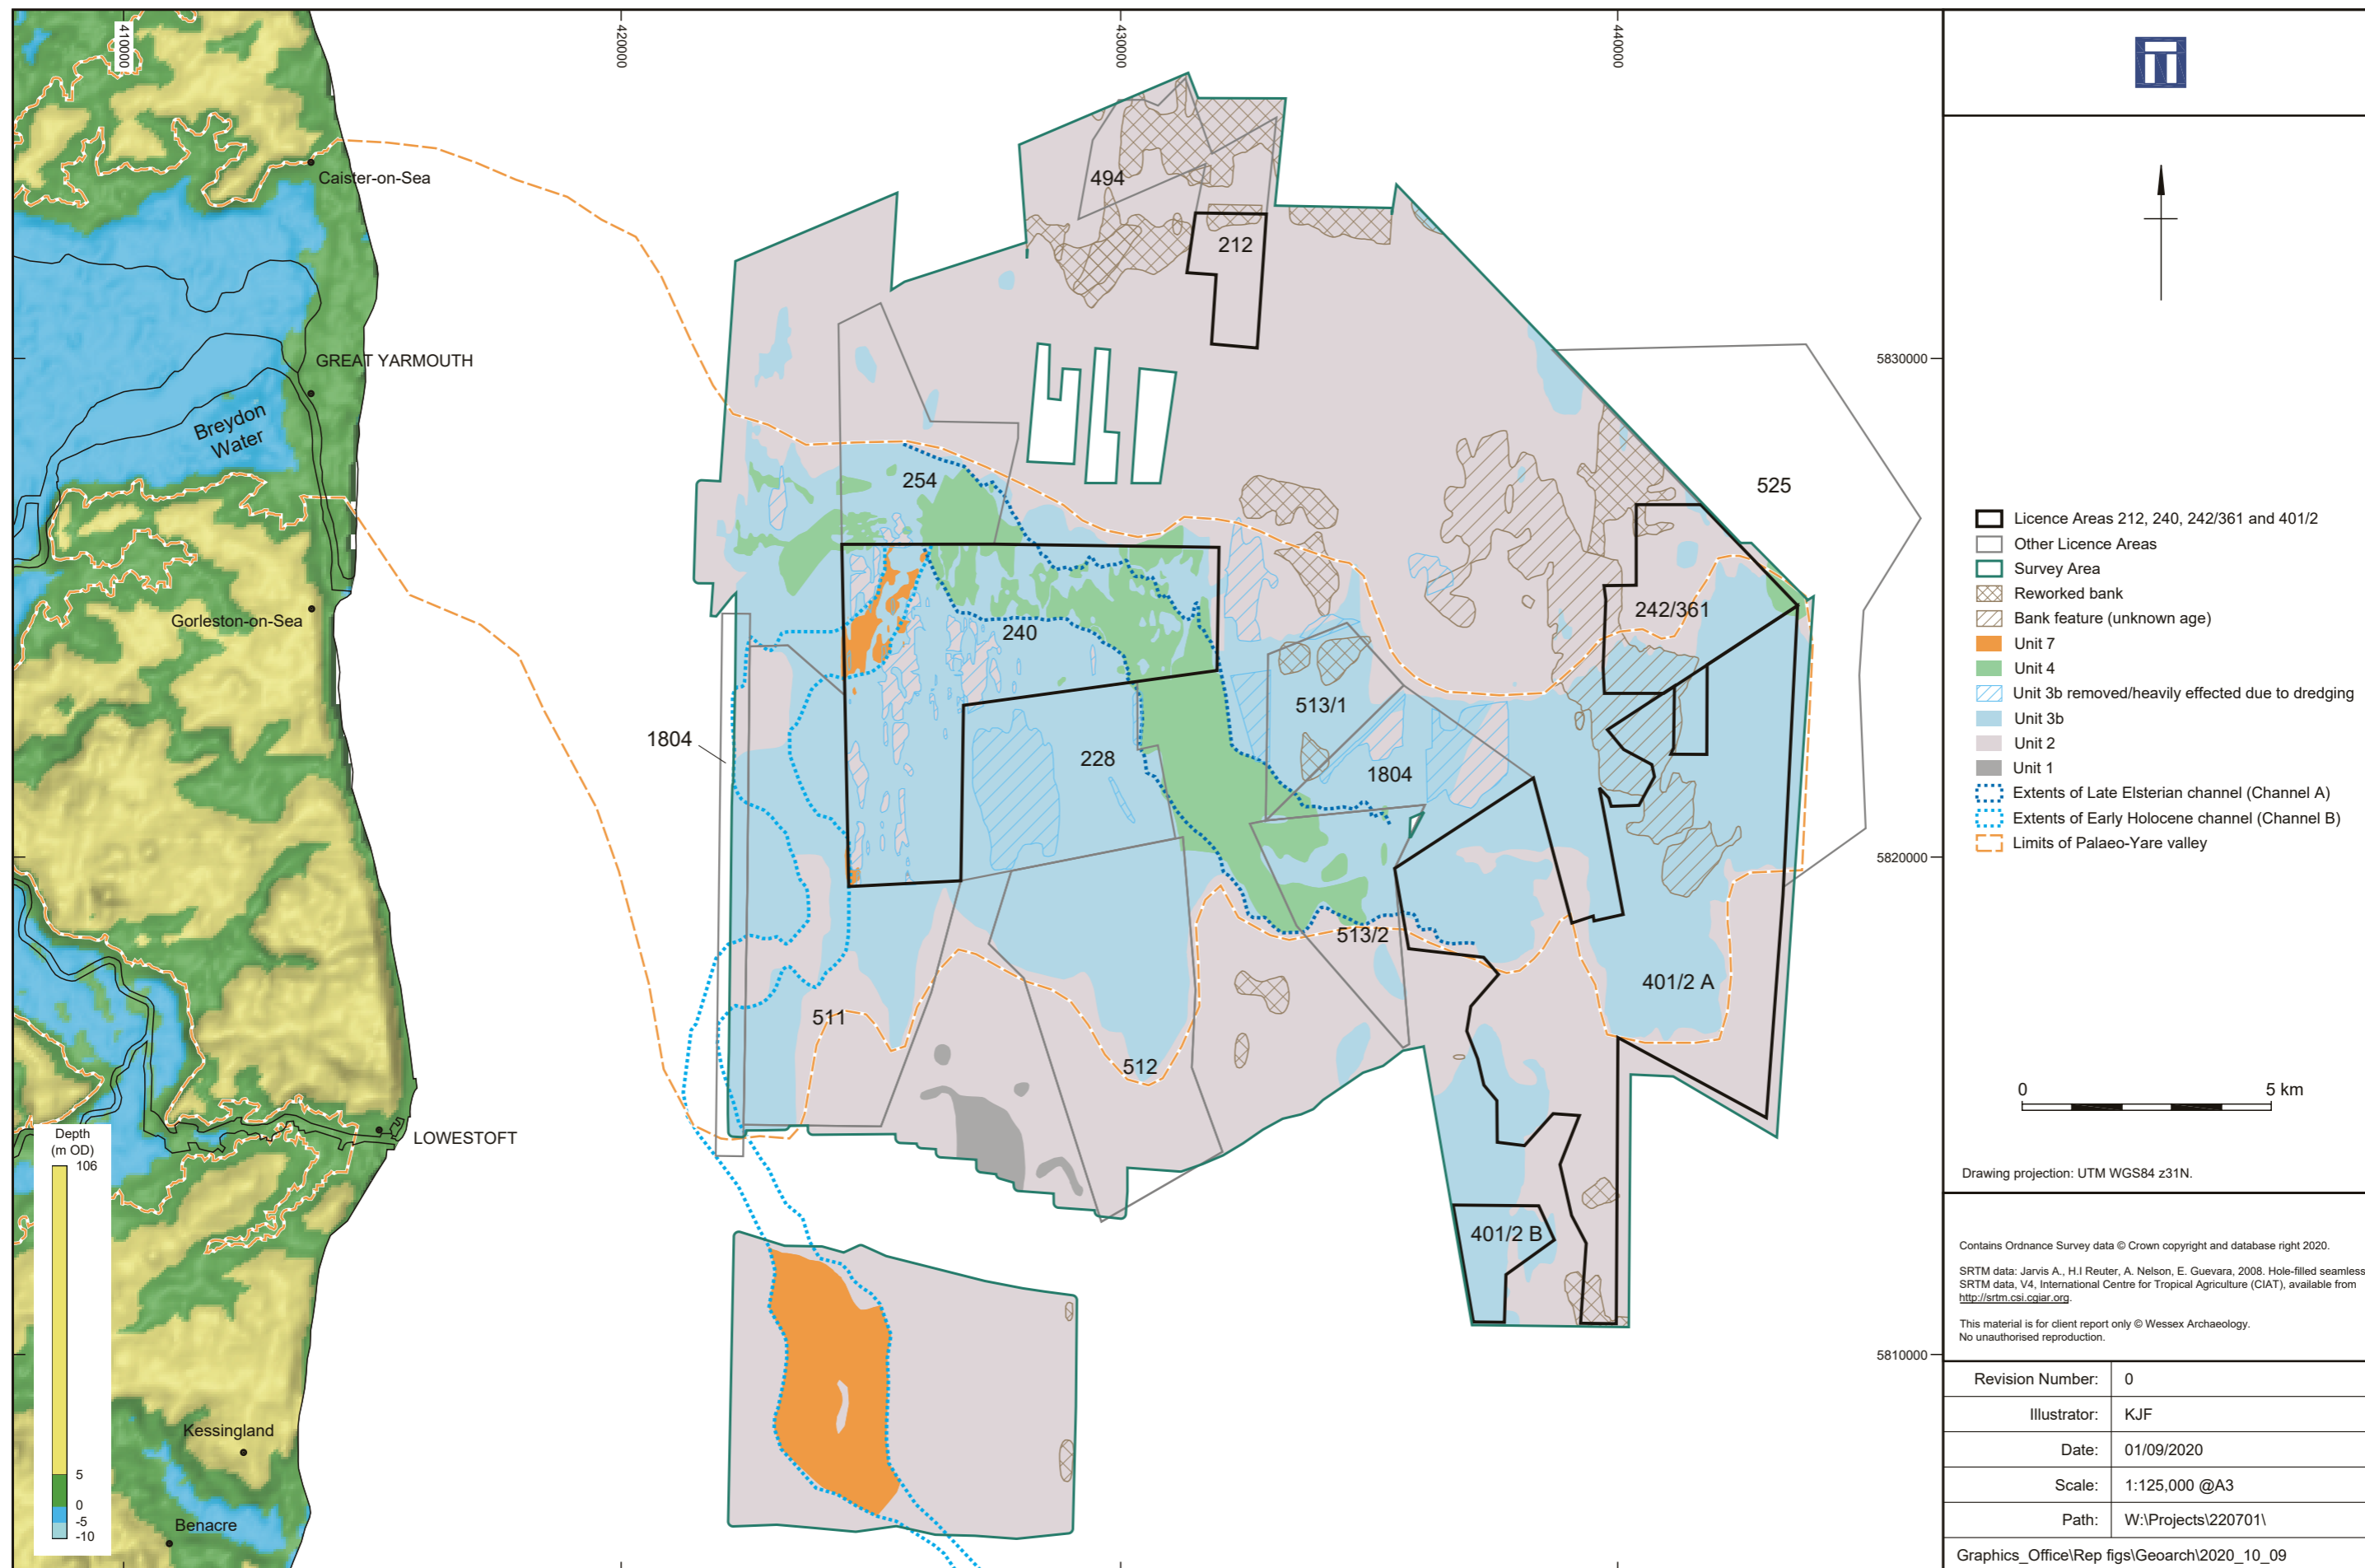 410000
420000
430000
440000
Caister-on-Sea
GREAT YARMOUTH
Breydon
Water
Gorleston-on-Sea
LOWESTOFT
Kessingland
Benacre
Depth
(m OD)
106
5
0
-5
-10
494
212
254
525
240
242/361
513/1
1804
228
1804
513/2
401/2 A
511
512
401/2 B
5830000
5820000
5810000
Licence Areas 212, 240, 242/361 and 401/2
Other Licence Areas
Survey Area
Reworked bank
Bank feature (unknown age)
Unit 7
Unit 4
Unit 3b removed/heavily effected due to dredging
Unit 3b
Unit 2
Unit 1
Extents of Late Elsterian channel (Channel A)
Extents of Early Holocene channel (Channel B)
Limits of Palaeo-Yare valley
0 5 km
Drawing projection: UTM WGS84 z31N.
Contains Ordnance Survey data © Crown copyright and database right 2020.
SRTM data: Jarvis A., H.I Reuter, A. Nelson, E. Guevara, 2008. Hole-filled seamless
SRTM data, V4, International Centre for Tropical Agriculture (CIAT), available from
http://srtm.csi.cgiar.org.
This material is for client report only © Wessex Archaeology.
No unauthorised reproduction.
Revision Number: 0
Illustrator: KJF
Date: 01/09/2020
Scale: 1:125,000 @A3
Path: W:\Projects\220701\
Graphics_Office\Rep figs\Geoarch\2020_10_09